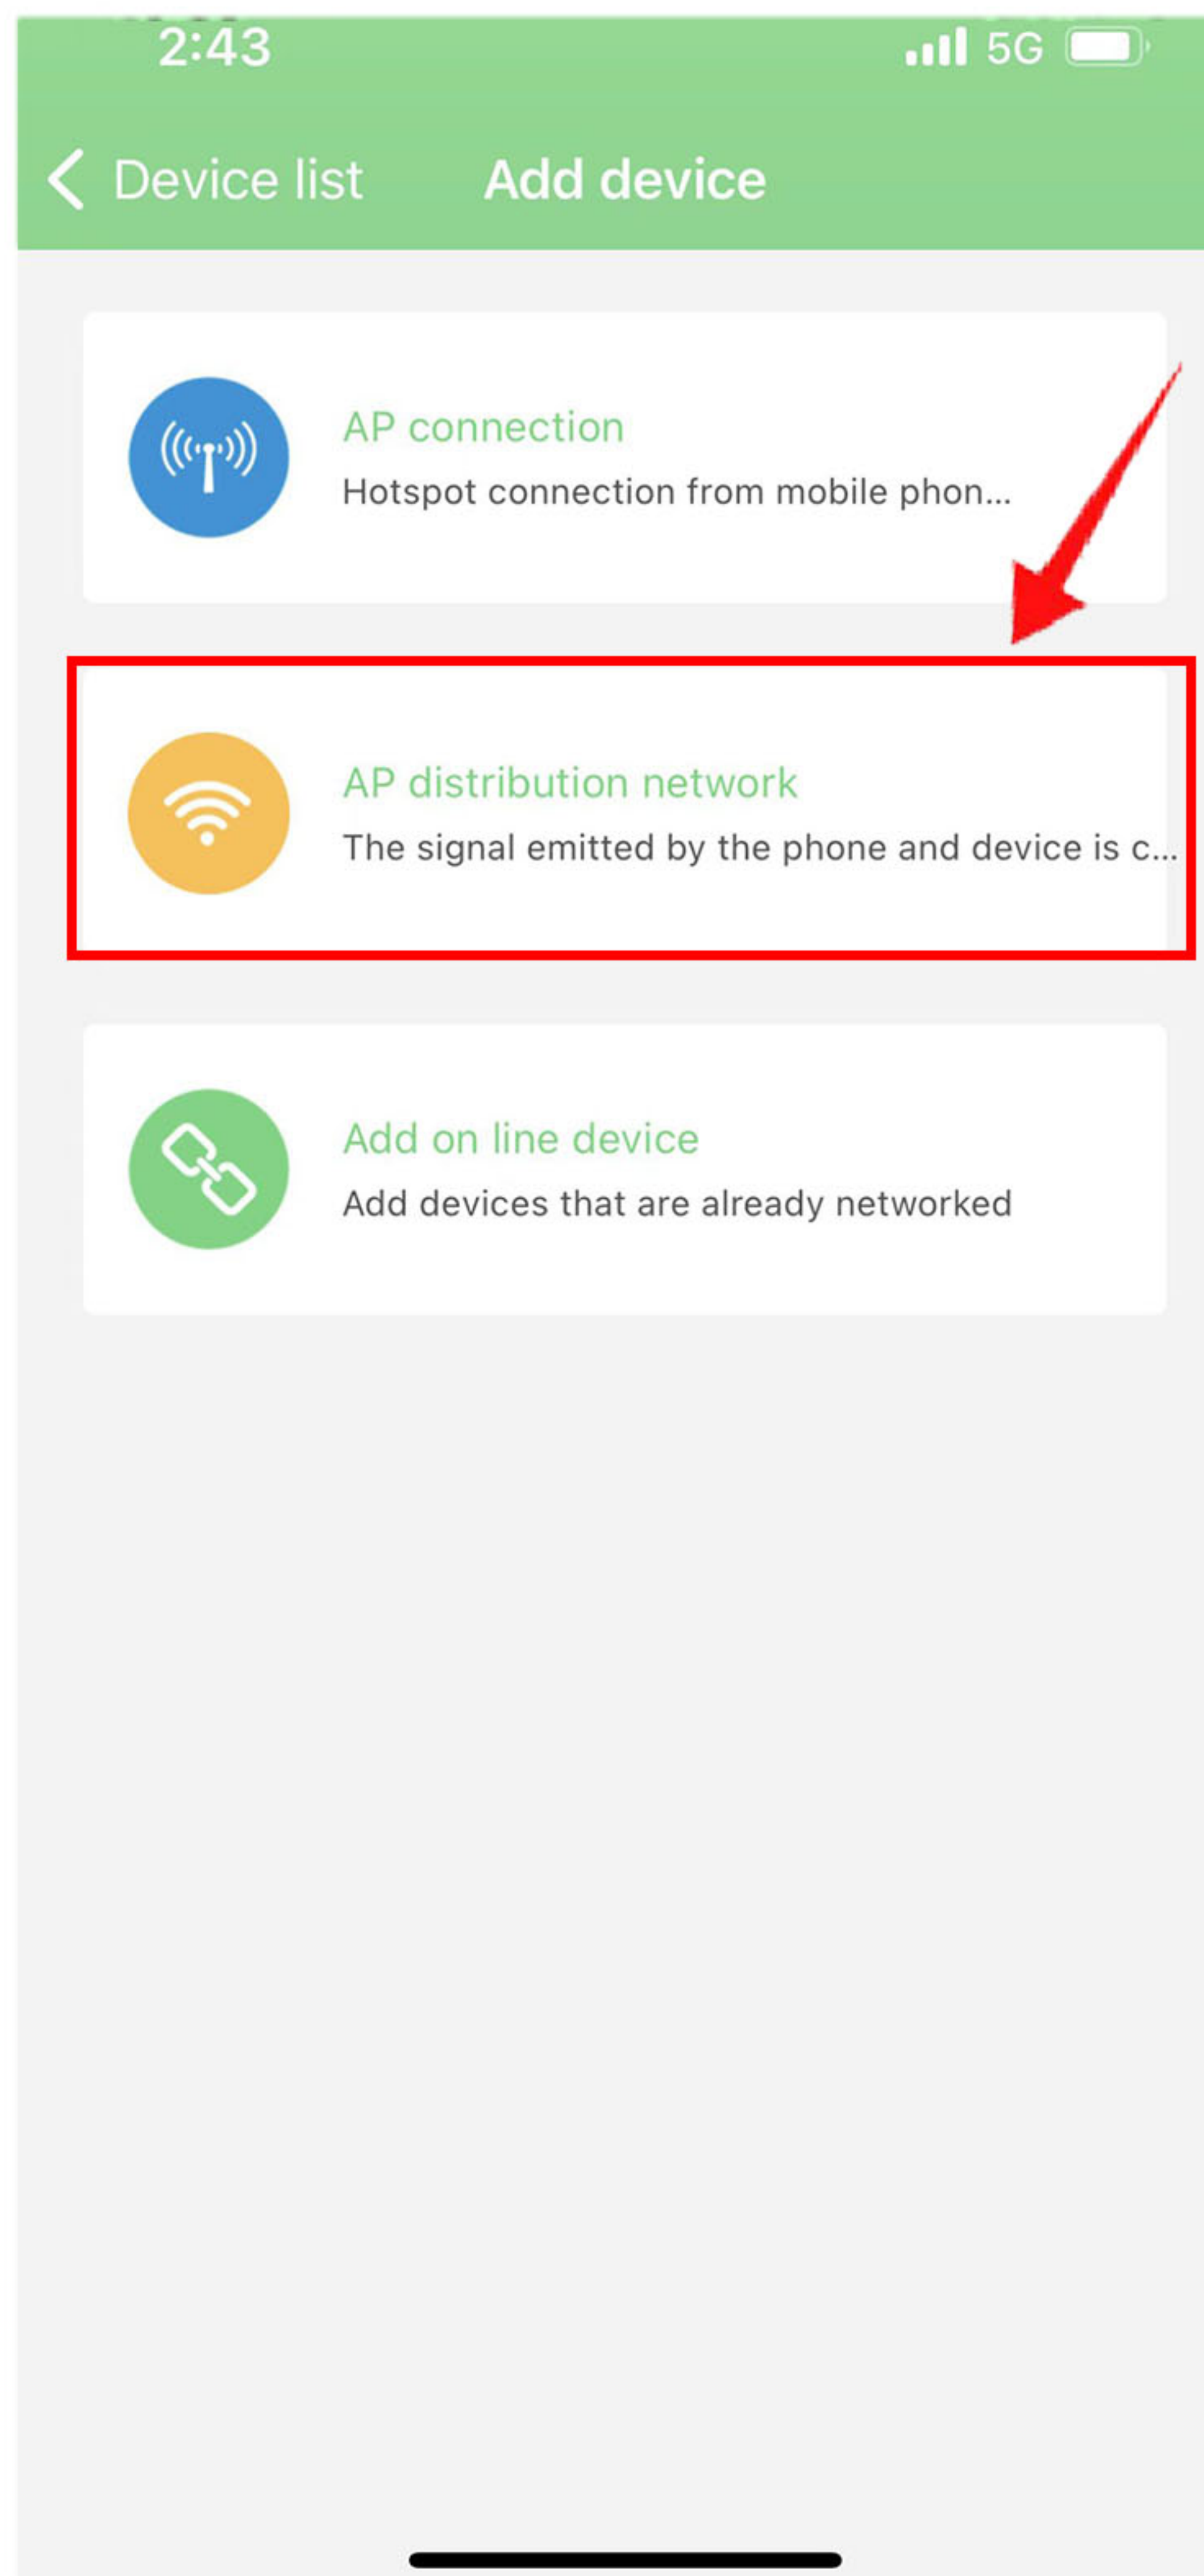 2:43 5G
Device list Add device
AP connection
Hotspot connection from mobile phon...
AP distribution network
The signal emitted by the phone and device is c...
Add on line device
Add devices that are already networked